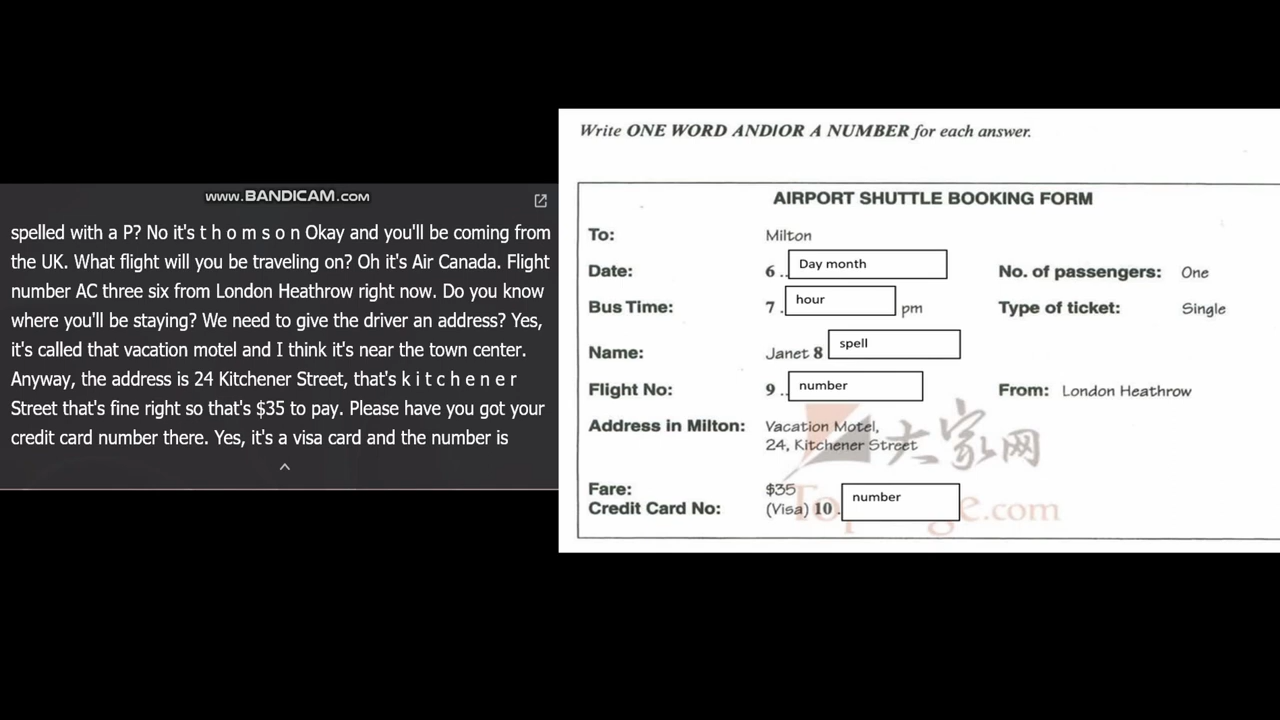 www.BANDICAM.com
spelled with a P? No it's t h o m s o n Okay and you'll be coming from
the UK. What flight will you be traveling on? Oh it's Air Canada. Flight
number AC three six from London Heathrow right now. Do you know
where you'll be staying? We need to give the driver an address? Yes,
it's called that vacation motel and I think it's near the town center.
Anyway, the address is 24 Kitchener Street, that's k i t c h e n e r
Street that's fine right so that's $35 to pay. Please have you got your
credit card number there. Yes, it's a visa card and the number is
Write ONE WORD AND/OR A NUMBER for each answer.
AIRPORT SHUTTLE BOOKING FORM
To: Milton
Date: 6 .. Day month No. of passengers: One
Bus Time: 7 . hour pm Type of ticket: Single
Name: Janet 8 spell
Flight No: 9 .. number From: London Heathrow
Address in Milton: Vacation Motel,
24, Kitchener Street
大家网
Fare: $35
Credit Card No: (Visa) 10 . number
.com